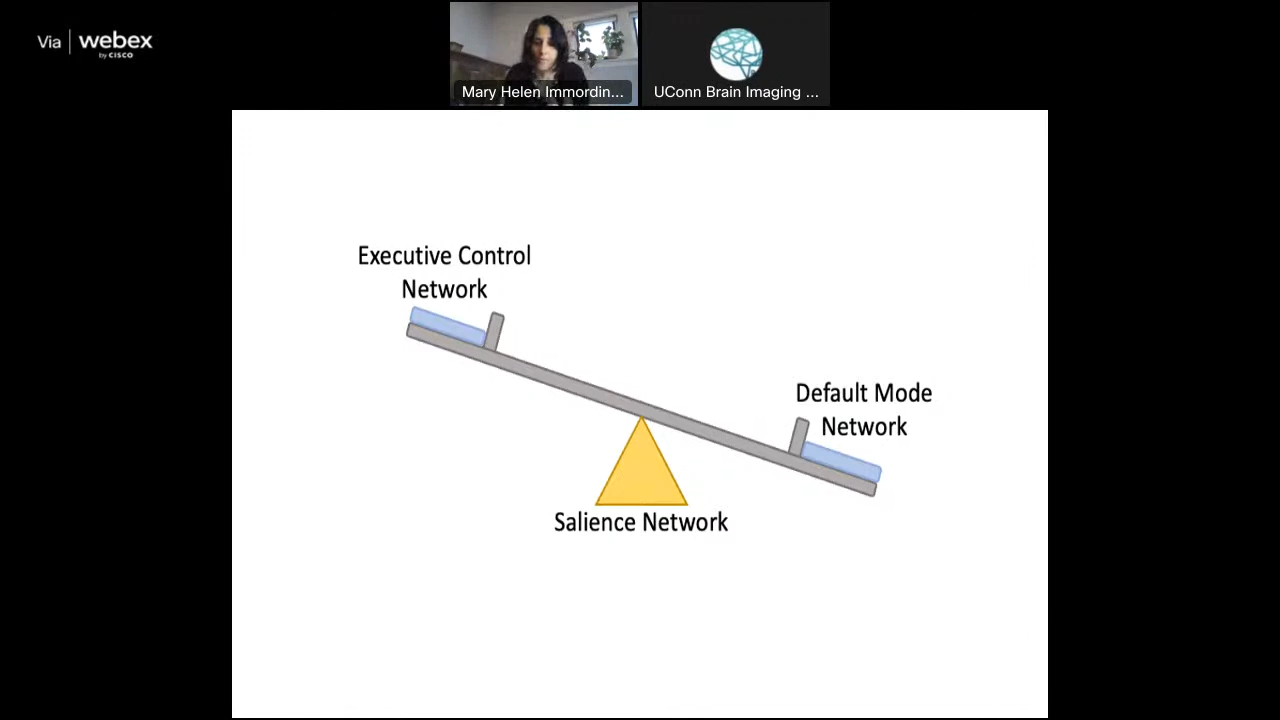 Via
webex
by CISCO
Mary Helen Immordin...
UConn Brain Imaging ...
Executive Control
Network
Default Mode
Network
Salience Network